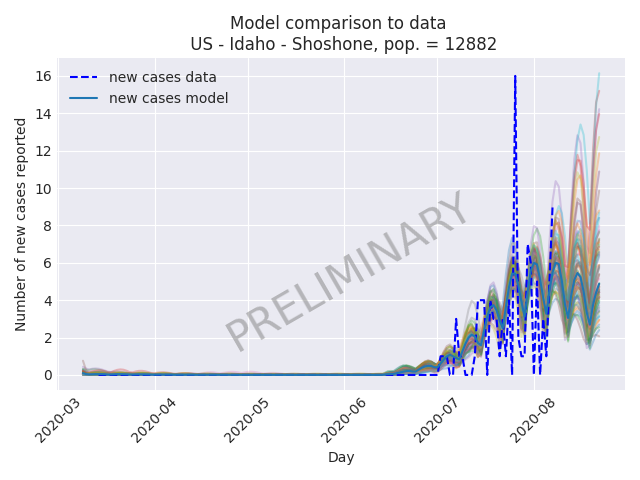 Model comparison to data
US - Idaho - Shoshone, pop. = 12882
new cases data
new cases model
Number of new cases reported
16
14
12
10
8
6
4
2
0
PRELIMINARY
2020-03
2020-04
2020-05
2020-06
2020-07
2020-08
Day